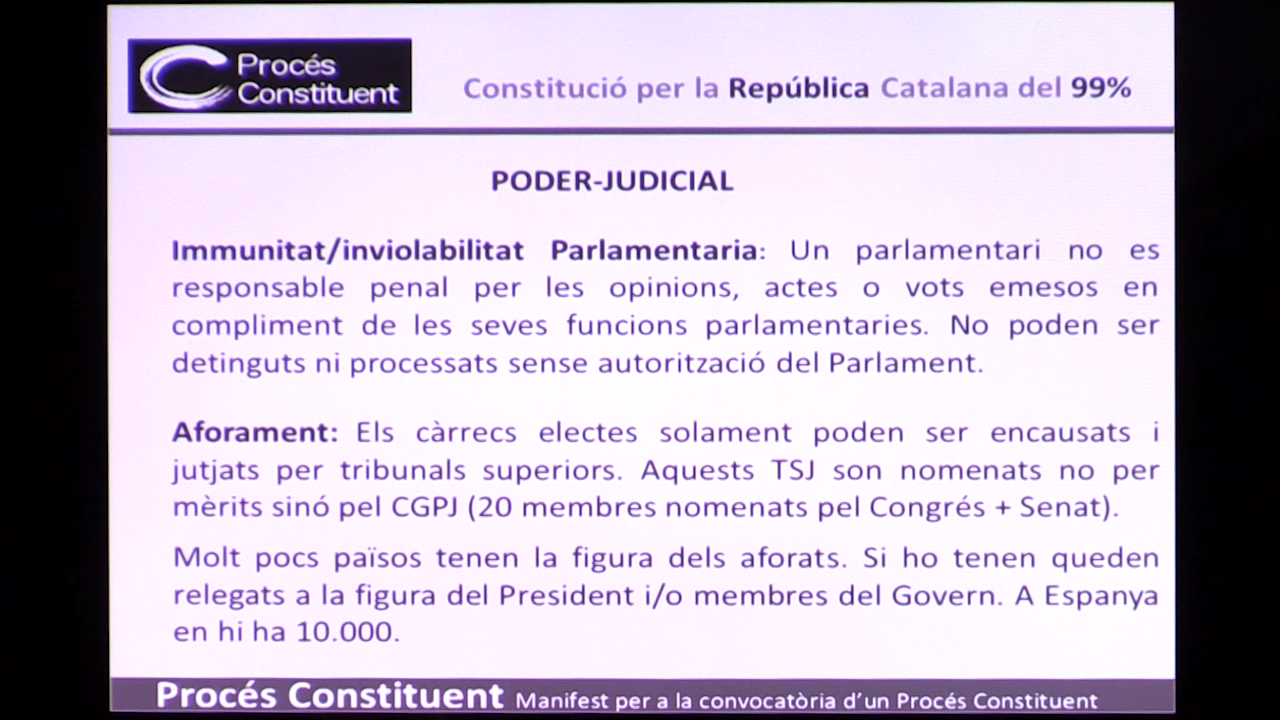 Procés
Constituent
Constitució per la República Catalana del 99%
PODER-JUDICIAL
Immunitat/inviolabilitat Parlamentaria: Un parlamentari no es
responsable penal per les opinions, actes o vots emesos en
compliment de les seves funcions parlamentaries. No poden ser
detinguts ni processats sense autorització del Parlament.
Aforament: Els càrrecs electes solament poden ser encausats i
jutjats per tribunals superiors. Aquests TSJ son nomenats no per
mèrits sinó pel CGPJ (20 membres nomenats pel Congrés + Senat).
Molt pocs països tenen la figura dels aforats. Si ho tenen queden
relegats a la figura del President i/o membres del Govern. A Espanya
en hi ha 10.000.
Procés Constituent Manifest per a la convocatòria d'un Procés Constituent